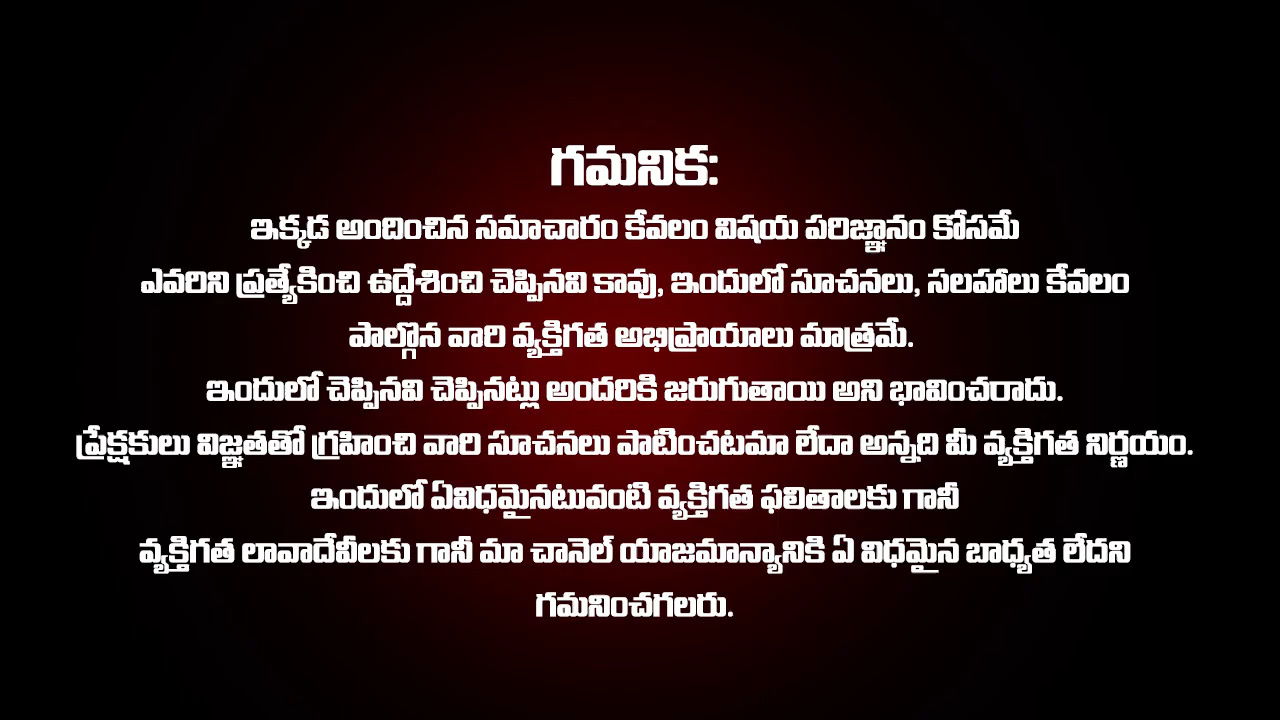 గమనిక:
ఇక్కడ అందించిన సమాచారం కేవలం విషయ పరిజ్ఞానం కోసమే
ఎవరిని ప్రత్యేకించి ఉద్దేశించి చెప్పినవి కావు, ఇందులో సూచనలు, సలహాలు కేవలం
పాల్గొన వారి వ్యక్తిగత అభిప్రాయాలు మాత్రమే.
ఇందులో చెప్పినవి చెప్పినట్లు అందరికి జరుగుతాయి అని భావించరాదు.
ప్రేక్షకులు విజ్ఞతతో గ్రహించి వారి సూచనలు పాటించటమా లేదా అన్నది మీ వ్యక్తిగత నిర్ణయం.
ఇందులో ఏవిధమైనటువంటి వ్యక్తిగత ఫలితాలకు గానీ
వ్యక్తిగత లావాదేవీలకు గానీ మా చానెల్ యాజమాన్యానికి ఏ విధమైన బాధ్యత లేదని
గమనించగలరు.